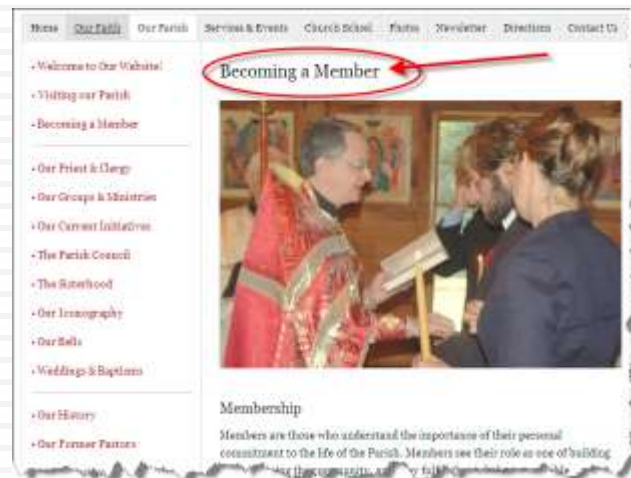 Home Our Faith Our Parish Services & Events Church School Photos Newsletter Directions Contact Us
• Welcome to Our Website!
• Visiting our Parish
• Becoming a Member
• Our Priest & Clergy
• Our Groups & Ministries
• Our Current Initiatives
• The Parish Council
• The Sisterhood
• Our Iconography
• Our Bells
• Weddings & Baptisms
• Our History
• Our Former Pastors
Becoming a Member
Membership
Members are those who understand the importance of their personal
commitment to the life of the Parish. Members see their role as one of building